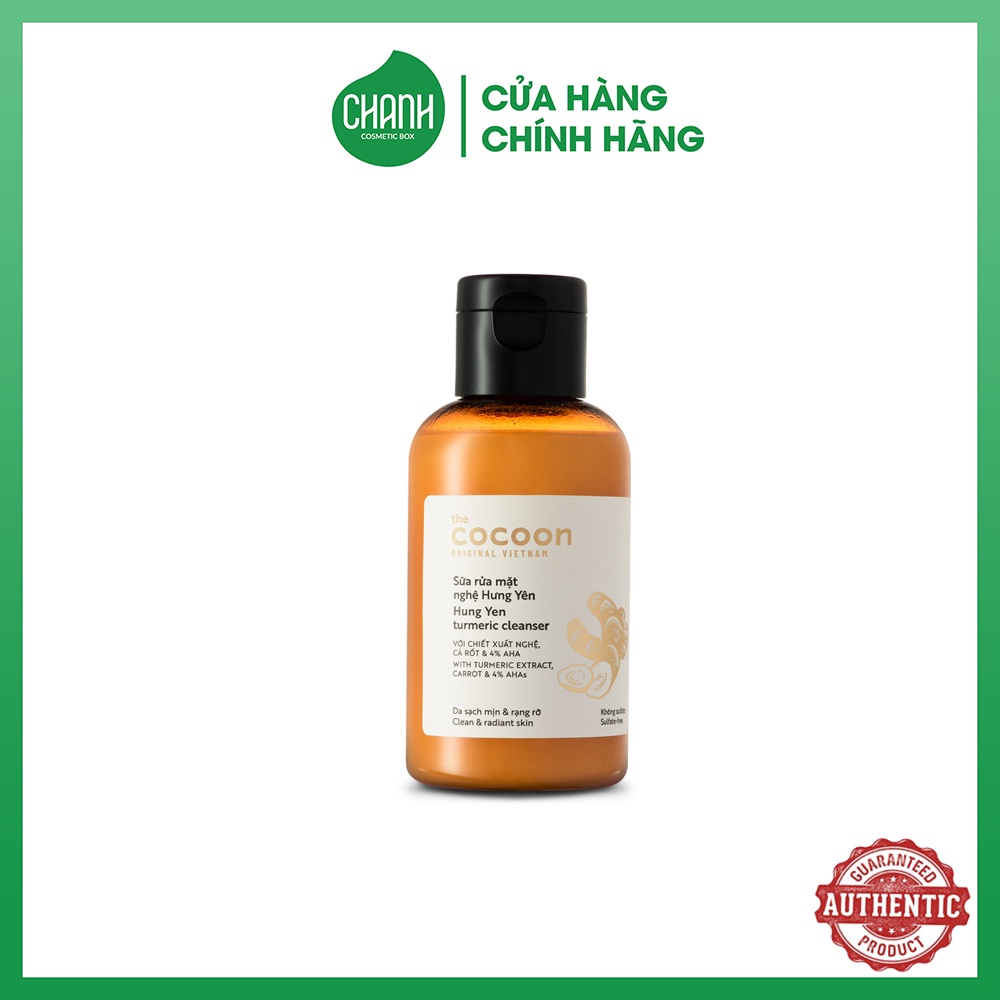 CHANH
COSMETIC BOX
CỬA HÀNG
CHÍNH HÃNG
the
cocoon
ORIGINAL VIETNAM
Sữa rửa mặt
nghệ Hưng Yên
Hung Yen
turmeric cleanser
VỚI CHIẾT XUẤT NGHỆ,
CÀ RỐT & 4% AHA
WITH TURMERIC EXTRACT,
CARROT & 4% AHAs
Da sạch mịn & rạng rỡ
Clean & radiant skin
Không sulfate
Sulfate-free
GUARANTEED
AUTHENTIC
PRODUCT